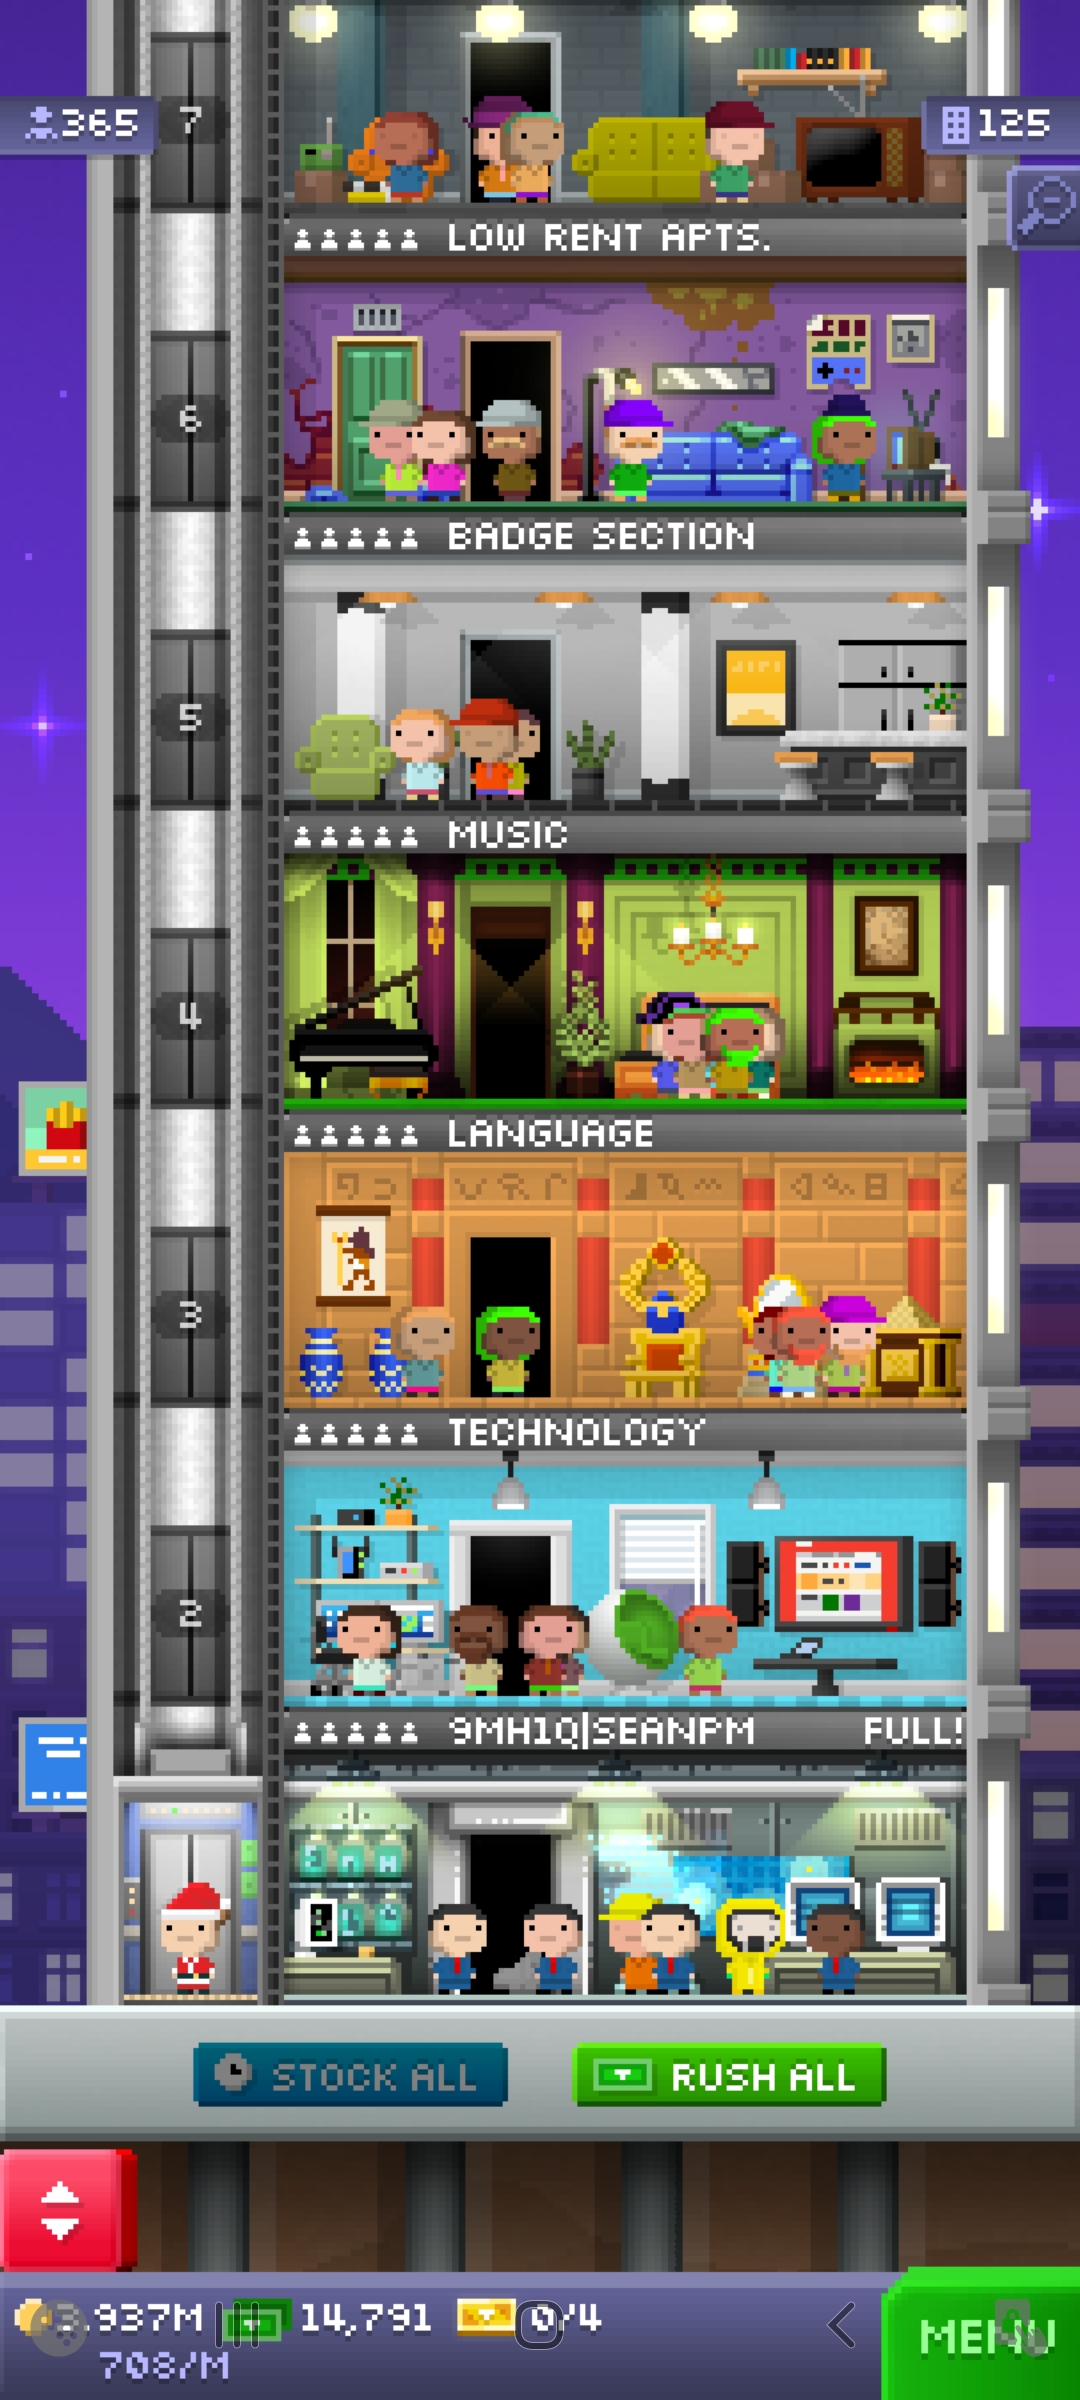 365
7
125
LOW RENT APTS.
6
BADGE SECTION
5
MUSIC
4
LANGUAGE
3
TECHNOLOGY
2
9MH1Q|SEANPM FULL!
STOCK ALL
RUSH ALL
3.937M 14,791 0/4
MENU
708/M